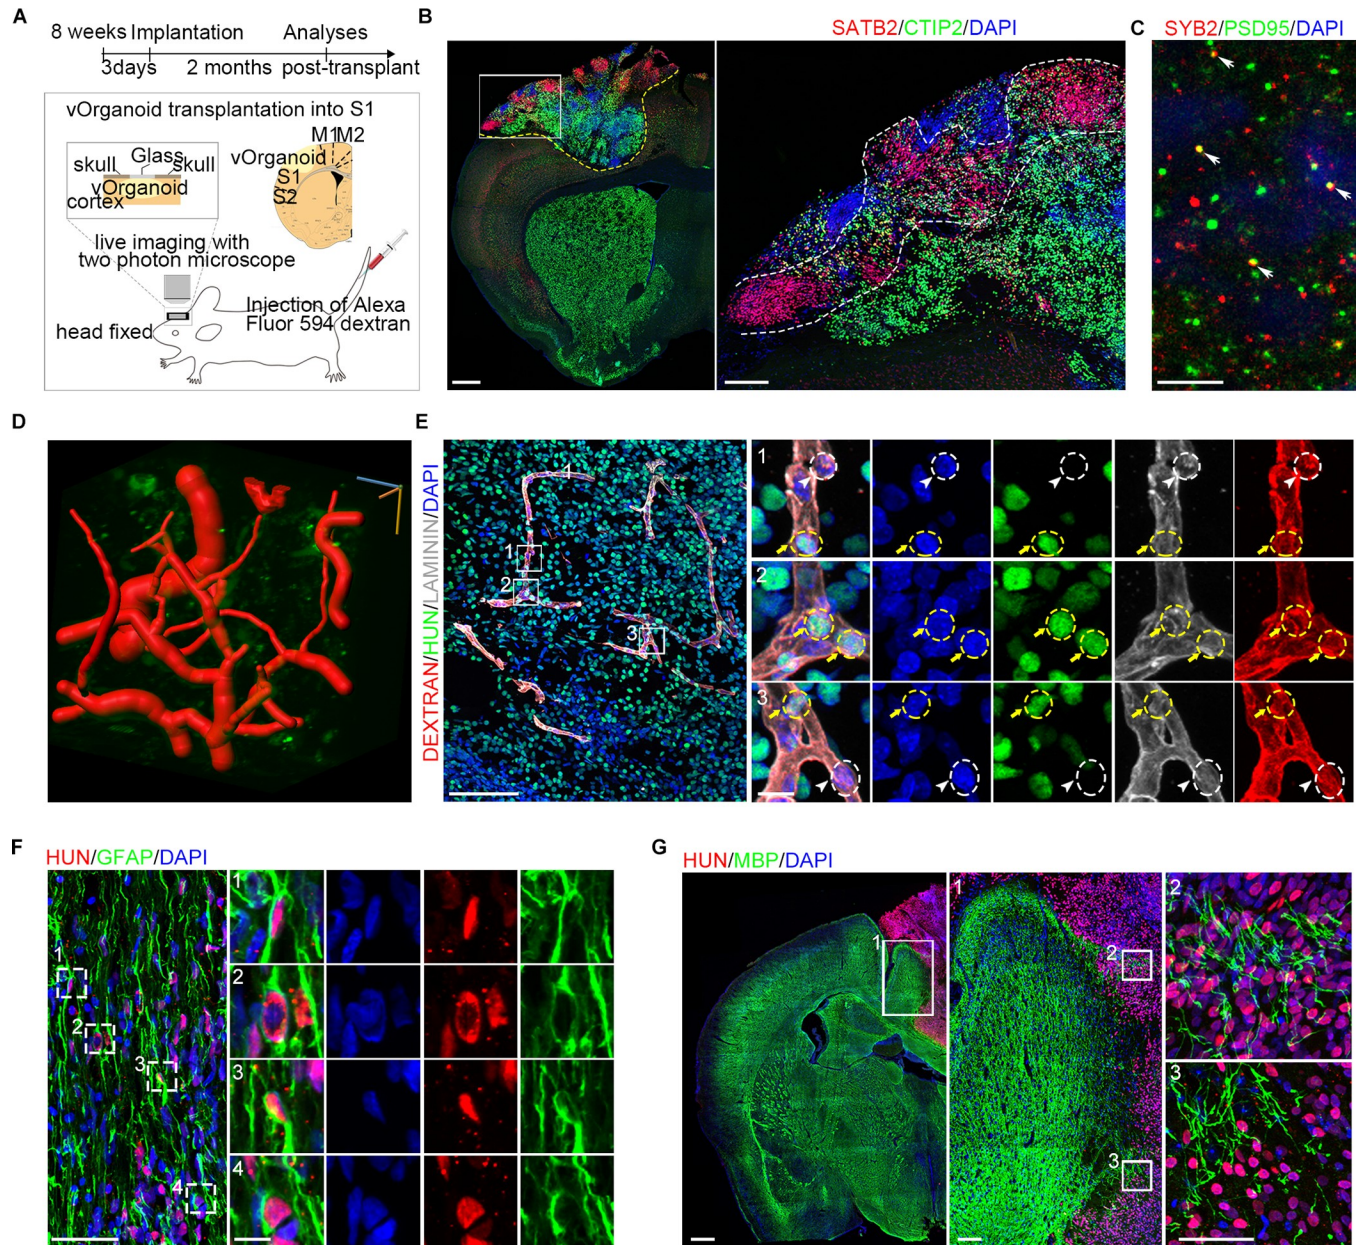 A
8 weeks Implantation Analyses
3days 2 months post-transplant
vOrganoid transplantation into S1
M1 M2
Glass
skull skull
vOrganoid
vOrganoid
cortex
S1
S2
live imaging with
two photon microscope
Injection of Alexa
Fluor 594 dextran
head fixed
B
SATB2/CTIP2/DAPI
C
SYB2/PSD95/DAPI
D
E
DEXTRAN/HUN/LAMININ/DAPI
1
1
2
3
1
2
3
F
HUN/GFAP/DAPI
1
2
3
4
1
2
3
4
G
HUN/MBP/DAPI
1
1
2
3
2
3